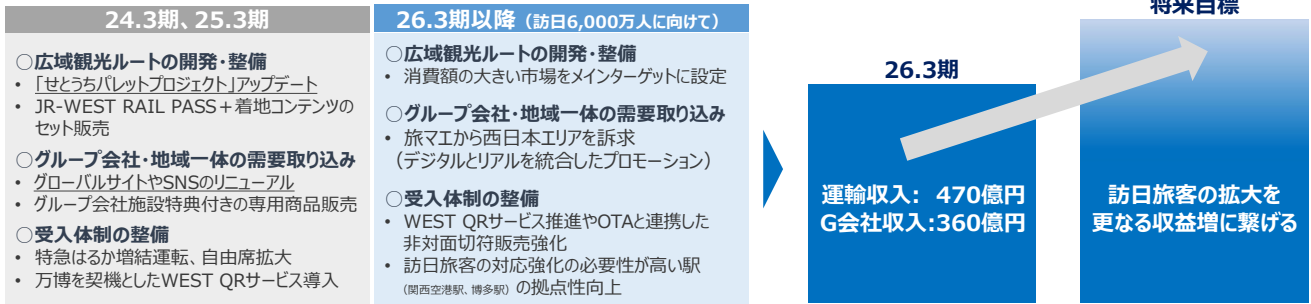 24.3期、25.3期
○広域観光ルートの開発・整備
• 「せとうちパレットプロジェクト」アップデート
• JR-WEST RAIL PASS＋着地コンテンツの
セット販売
○グループ会社・地域一体の需要取り込み
• グローバルサイトやSNSのリニューアル
• グループ会社施設特典付きの専用商品販売
○受入体制の整備
• 特急はるか増結運転、自由席拡大
• 万博を契機としたWEST QRサービス導入
26.3期以降（訪日6,000万人に向けて）
○広域観光ルートの開発・整備
• 消費額の大きい市場をメインターゲットに設定
○グループ会社・地域一体の需要取り込み
• 旅マエから西日本エリアを訴求
（デジタルとリアルを統合したプロモーション）
○受入体制の整備
• WEST QRサービス推進やOTAと連携した
非対面切符販売強化
• 訪日旅客の対応強化の必要性が高い駅
（関西空港駅、博多駅）の拠点性向上
26.3期
運輸収入: 470億円
G会社収入:360億円
将来目標
訪日旅客の拡大を
更なる収益増に繋げる